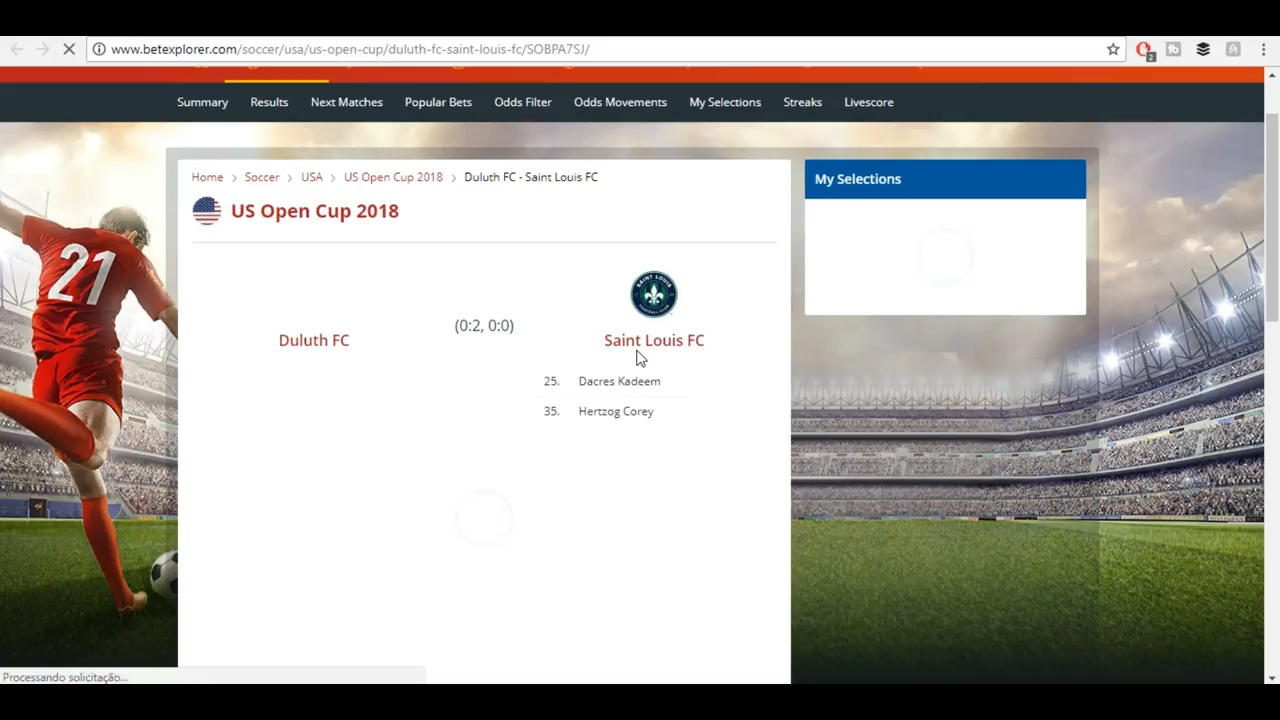 www.betexplorer.com/soccer/usa/us-open-cup/duluth-fc-saint-louis-fc/SOBPA7SJ/
2
Summary Results Next Matches Popular Bets Odds Filter Odds Movements My Selections Streaks Livescore
Home > Soccer > USA > US Open Cup 2018 > Duluth FC - Saint Louis FC
US Open Cup 2018
My Selections
21
SAINT LOUIS
(0:2, 0:0)
Duluth FC
Saint Louis FC
25. Dacres Kadeem
35. Hertzog Corey
Processando solicitação...